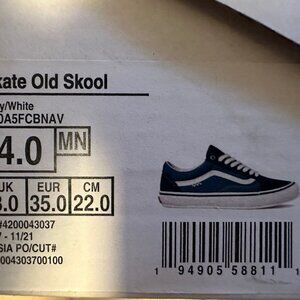 kate Old Skool
y/White
0A5FCBNAV
4.0 MN
UK EUR CM
3.0 35.0 22.0
#4200043037
- 11/21
SIA PO/CUT#
004303700100
1 94905 58811